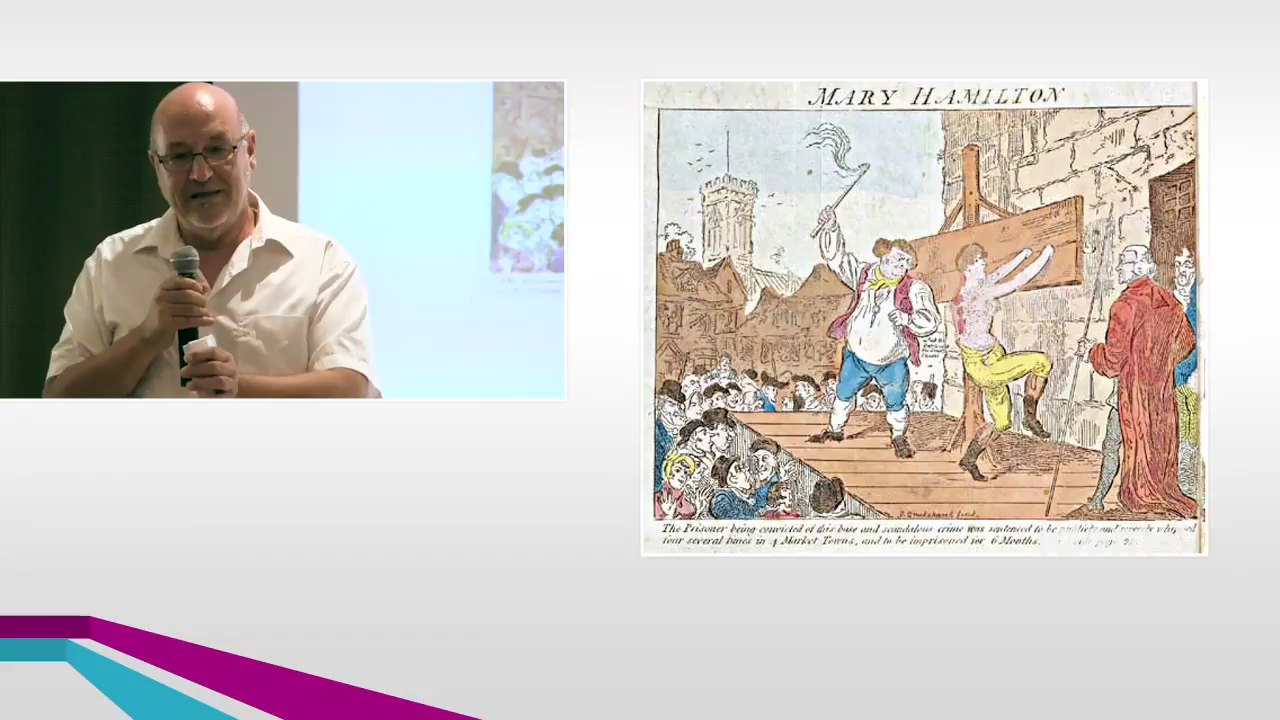 MARY HAMILTON
The Prisoner being convicted of this base and scandalous crime was sentenced to be publicly and severely whipped
four several times in 4 Market Towns, and to be imprisoned for 6 Months.